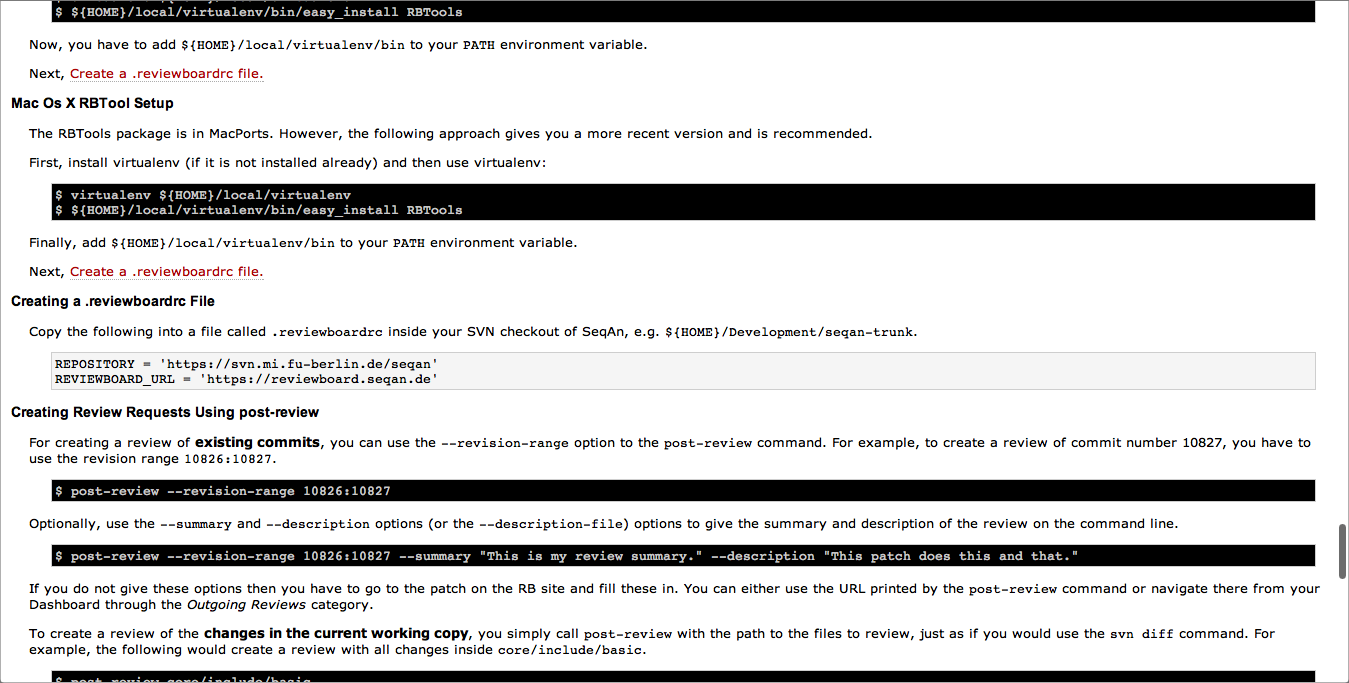 $ ${HOME}/local/virtualenv/bin/easy_install RBTools
Now, you have to add ${HOME}/local/virtualenv/bin to your PATH environment variable.
Next, Create a .reviewboardrc file.
Mac Os X RBTool Setup
The RBTools package is in MacPorts. However, the following approach gives you a more recent version and is recommended.
First, install virtualenv (if it is not installed already) and then use virtualenv:
$ virtualenv ${HOME}/local/virtualenv
$ ${HOME}/local/virtualenv/bin/easy_install RBTools
Finally, add ${HOME}/local/virtualenv/bin to your PATH environment variable.
Next, Create a .reviewboardrc file.
Creating a .reviewboardrc File
Copy the following into a file called .reviewboardrc inside your SVN checkout of SeqAn, e.g. ${HOME}/Development/seqan-trunk.
REPOSITORY = 'https://svn.mi.fu-berlin.de/seqan'
REVIEWBOARD_URL = 'https://reviewboard.seqan.de'
Creating Review Requests Using post-review
For creating a review of existing commits, you can use the --revision-range option to the post-review command. For example, to create a review of commit number 10827, you have to
use the revision range 10826:10827.
$ post-review --revision-range 10826:10827
Optionally, use the --summary and --description options (or the --description-file) options to give the summary and description of the review on the command line.
$ post-review --revision-range 10826:10827 --summary "This is my review summary." --description "This patch does this and that."
If you do not give these options then you have to go to the patch on the RB site and fill these in. You can either use the URL printed by the post-review command or navigate there from your
Dashboard through the Outgoing Reviews category.
To create a review of the changes in the current working copy, you simply call post-review with the path to the files to review, just as if you would use the svn diff command. For
example, the following would create a review with all changes inside core/include/basic.
$ post-review core/include/basic